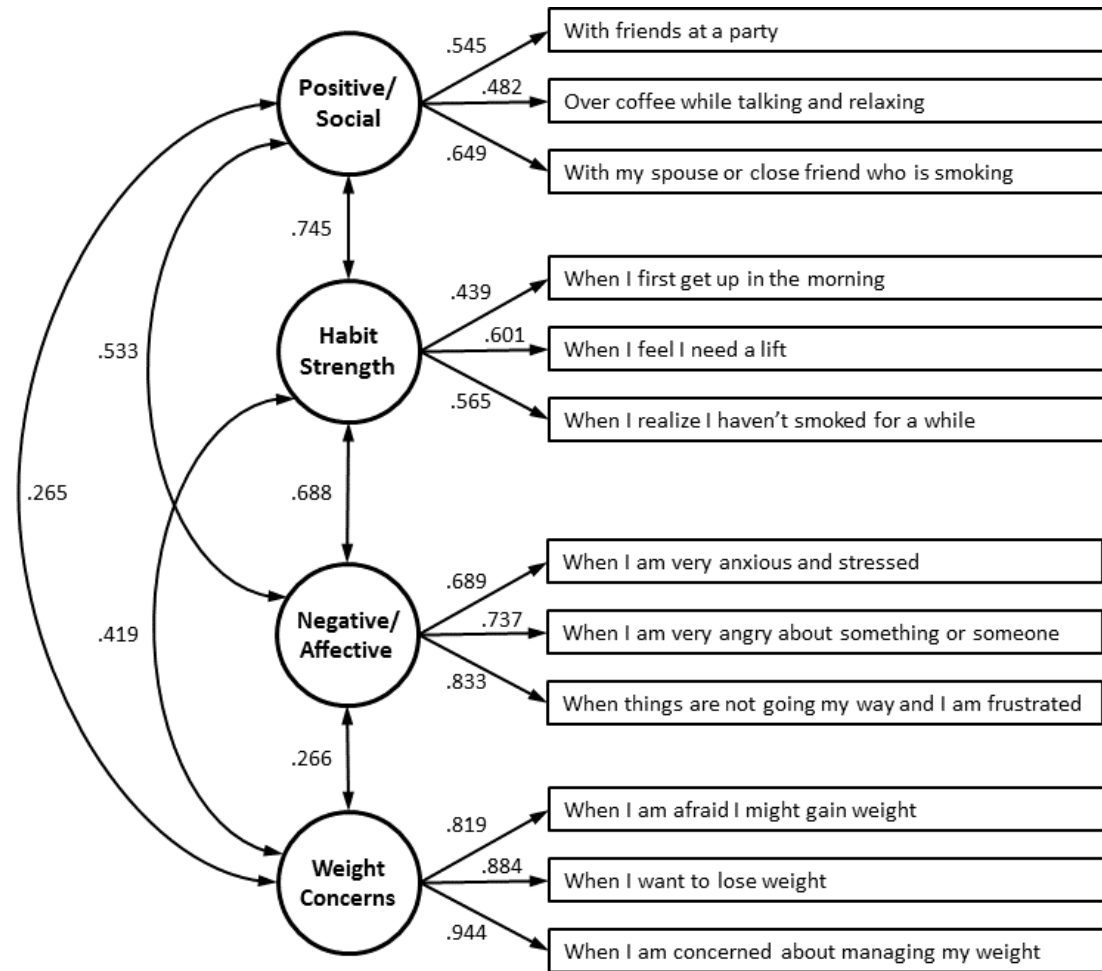 With friends at a party
.545
Positive/
Social
.482
Over coffee while talking and relaxing
.649
With my spouse or close friend who is smoking
.745
When I first get up in the morning
.439
Habit
Strength
.601
When I feel I need a lift
.533
.565
When I realize I haven’t smoked for a while
.265
.688
When I am very anxious and stressed
.689
Negative/
Affective
.737
When I am very angry about something or someone
.419
.833
When things are not going my way and I am frustrated
.266
When I am afraid I might gain weight
.819
Weight
Concerns
.884
When I want to lose weight
.944
When I am concerned about managing my weight